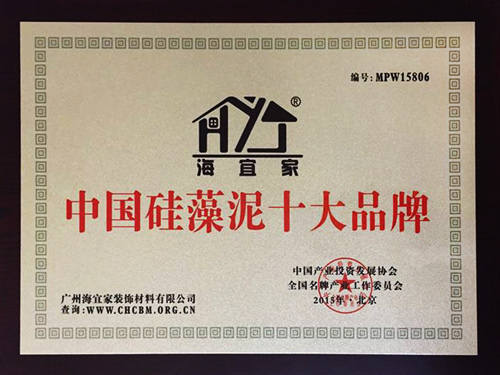 编号:MPW15806
®
海宜家
中国硅藻泥十大品牌
中国产业投资发展协会
全国名牌产业工作委员会
2015年·北京
广州海宜家装饰材料有限公司
查询:WWW.CHCBM.ORG.CN